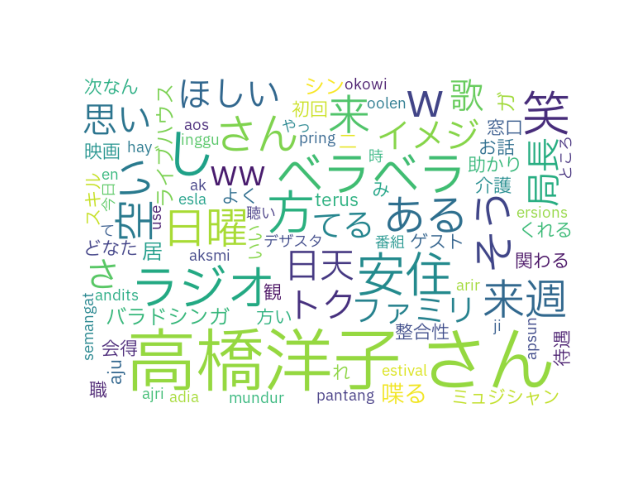 次なん
ほしい
シン
okowi
歌
ガ
笑
思い
ライブハウス
aos
さん
初回
oolen
来
w
窓口
映画
hay
inggu
やっ
pring
二
イメジ
お話
局長
ところ
し
ww
ベラベラ
時
助かり
スキル
今日
en
空い
ak
esla
よく
terus
み
介護
ersions
use
日曜
聴い
方
てる
ある
そう
くれる
て
どなた
居
いい
デザスタ
番組
ゲスト
aksmi
関わる
さ
ラジオ
観
日天
安住
arir
来週
andits
semangat
トク
ファミリ
バラドシンガ
方い
整合性
ji
apsun
待遇
会得
aju
高橋洋子
さん
れ
estival
職
ajri
adia
mundur
pantang
喋る
ミュジシャン